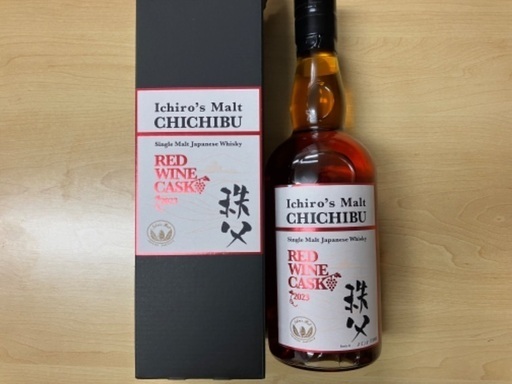 Ichiro's Malt
CHICHIBU
Single Malt Japanese Whisky
RED
WINE
CASK
秩父
Ichiro's Malt
CHICHIBU
Single Malt Japanese Whisky
RED
WINE
CASK
2023
秩父